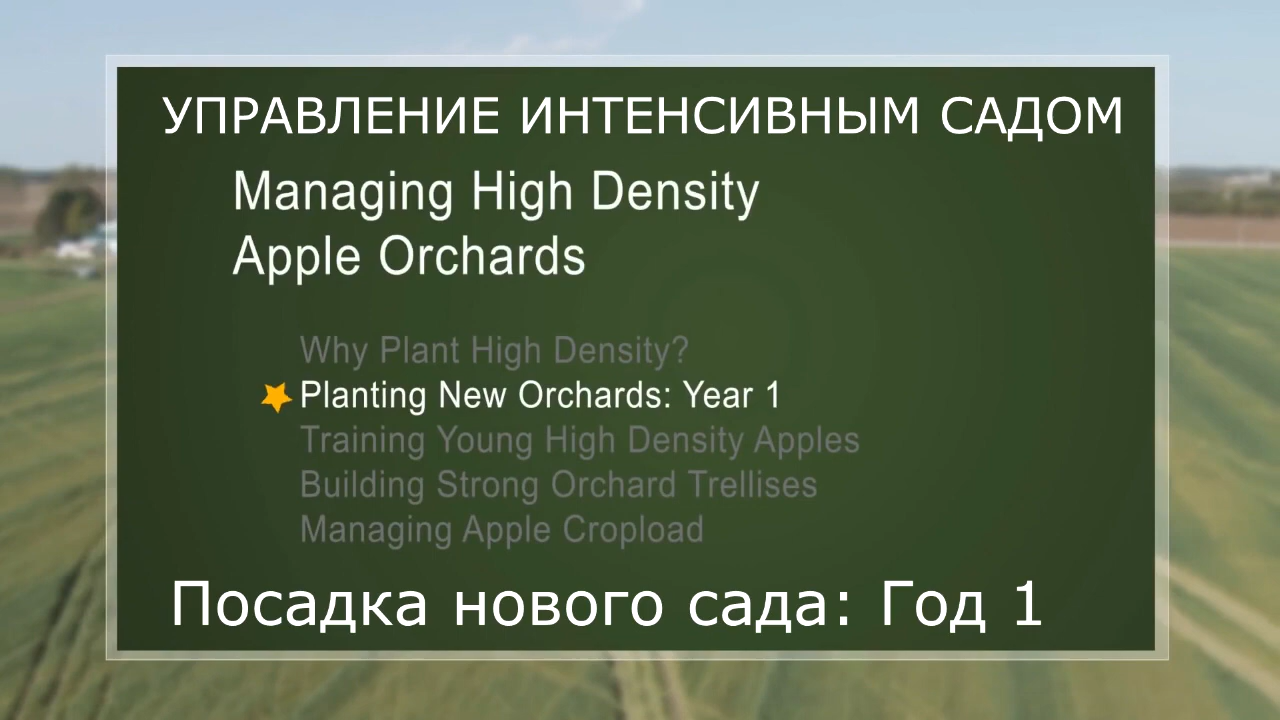 УПРАВЛЕНИЕ ИНТЕНСИВНЫМ САДОМ
Managing High Density
Apple Orchards
Why Plant High Density?
Planting New Orchards: Year 1
Training Young High Density Apples
Building Strong Orchard Trellises
Managing Apple Cropload
Посадка нового сада: Год 1